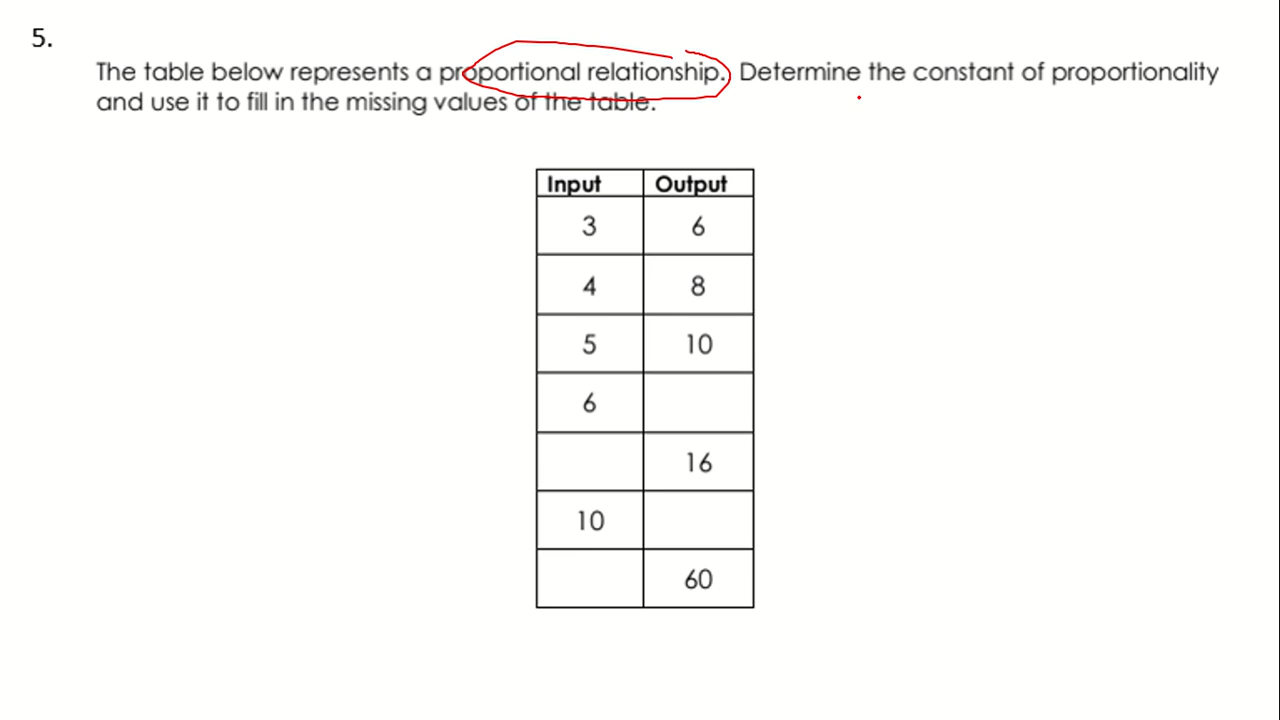 5.
The table below represents a proportional relationship. Determine the constant of proportionality
and use it to fill in the missing values of the table.
Input Output
3 6
4 8
5 10
6
16
10
60